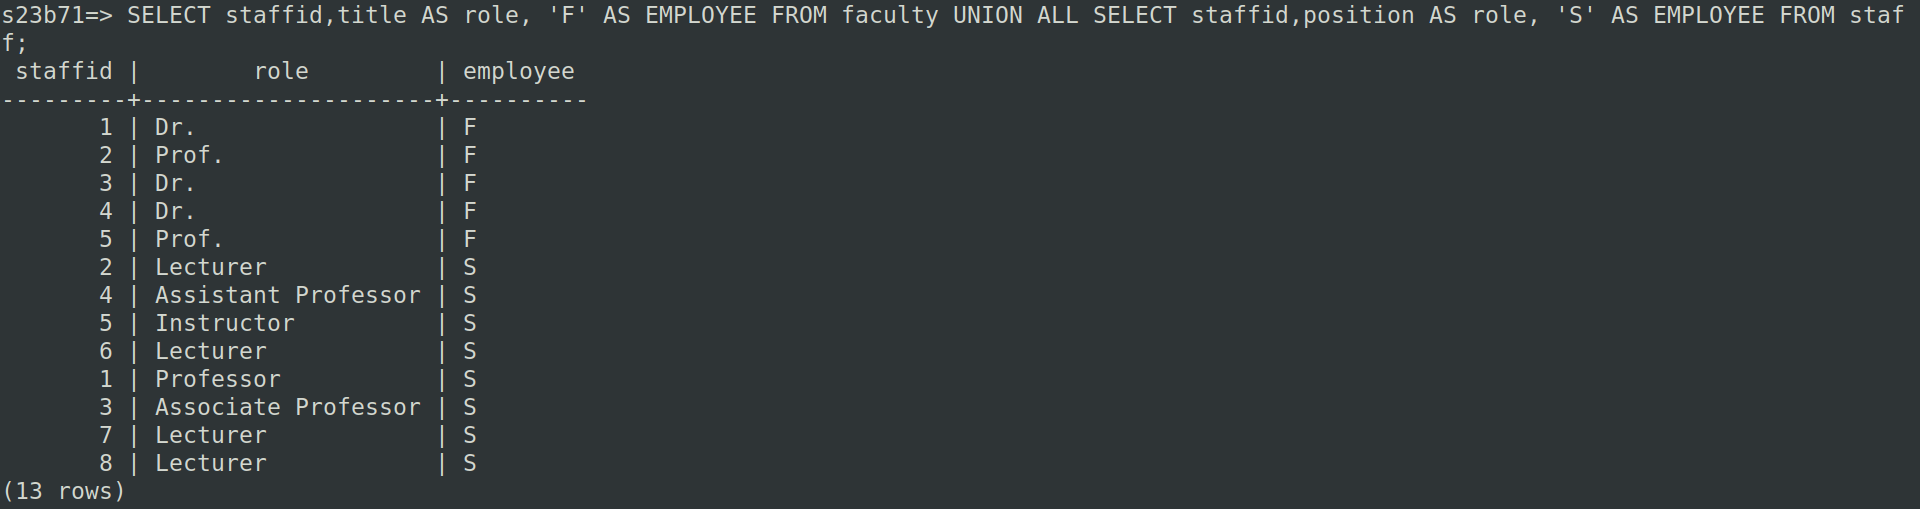 s23b71=> SELECT staffid,title AS role, 'F' AS EMPLOYEE FROM faculty UNION ALL SELECT staffid,position AS role, 'S' AS EMPLOYEE FROM staf
f;
 staffid |        role         | employee
---------+---------------------+----------
       1 | Dr.                 | F
       2 | Prof.               | F
       3 | Dr.                 | F
       4 | Dr.                 | F
       5 | Prof.               | F
       2 | Lecturer            | S
       4 | Assistant Professor | S
       5 | Instructor          | S
       6 | Lecturer            | S
       1 | Professor           | S
       3 | Associate Professor | S
       7 | Lecturer            | S
       8 | Lecturer            | S
(13 rows)